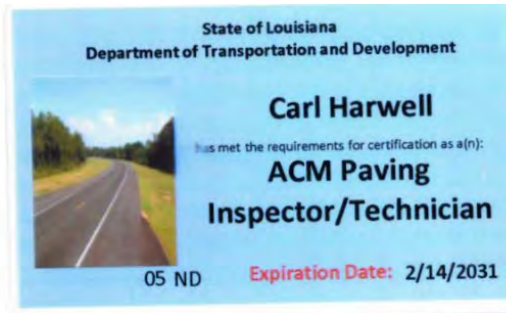 State of Louisiana
Department of Transportation and Development
Carl Harwell
has met the requirements for certification as a(n):
ACM Paving
Inspector/Technician
05 ND
Expiration Date: 2/14/2031